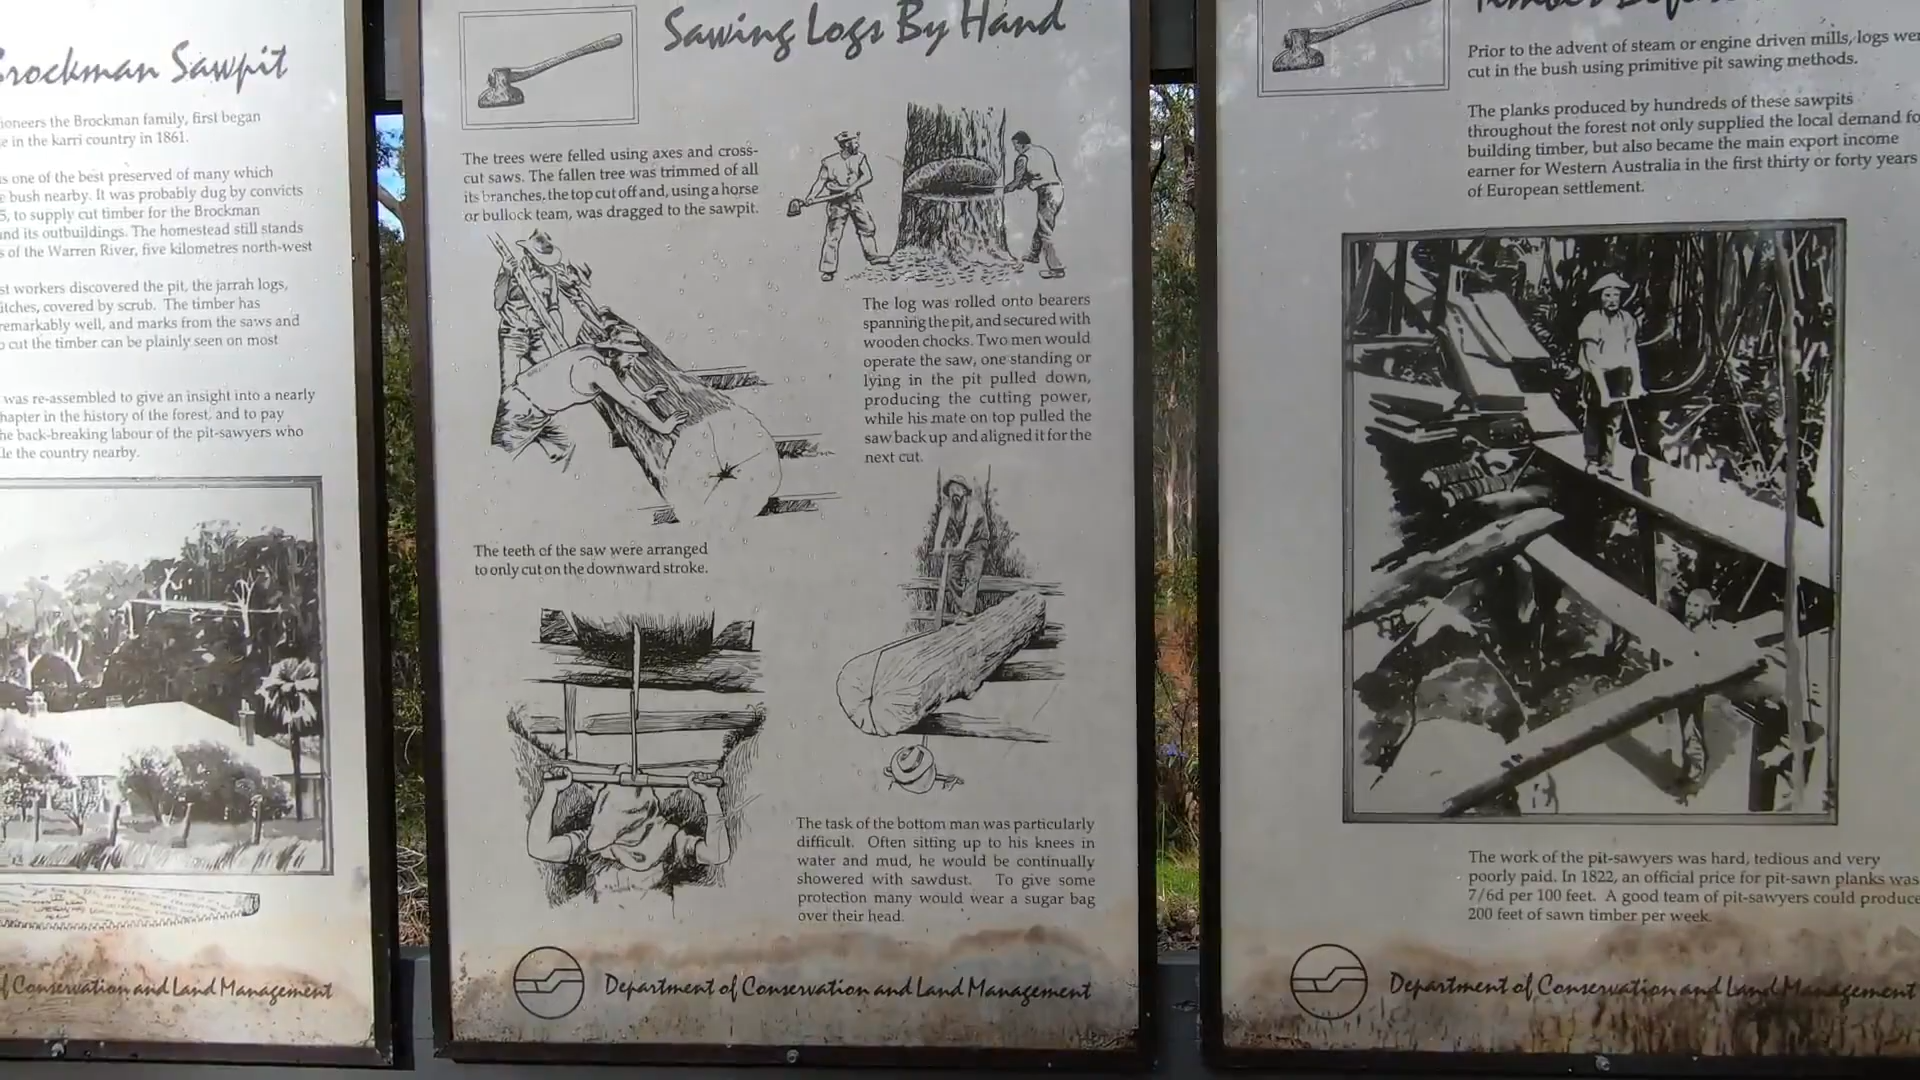 Brockman Sawpit
pioneers the Brockman family, first began
in the karri country in 1861.
is one of the best preserved of many which
bush nearby. It was probably dug by convicts
5, to supply cut timber for the Brockman
and its outbuildings. The homestead still stands
of the Warren River, five kilometres north-west
workers discovered the pit, the jarrah logs,
covered by scrub. The timber has
remarkably well, and marks from the saws and
cut the timber can be plainly seen on most
was re-assembled to give an insight into a nearly
chapter in the history of the forest, and to pay
the back-breaking labour of the pit-sawyers who
the country nearby.
of Conservation and Land Management
Sawing Logs By Hand
The trees were felled using axes and cross-
cut saws. The fallen tree was trimmed of all
its branches, the top cut off and, using a horse
or bullock team, was dragged to the sawpit.
The log was rolled onto bearers
spanning the pit, and secured with
wooden chocks. Two men would
operate the saw, one standing or
lying in the pit pulled down,
producing the cutting power,
while his mate on top pulled the
saw back up and aligned it for the
next cut.
The teeth of the saw were arranged
to only cut on the downward stroke.
The task of the bottom man was particularly
difficult. Often sitting up to his knees in
water and mud, he would be continually
showered with sawdust. To give some
protection many would wear a sugar bag
over their head.
Department of Conservation and Land Management
Timber
Prior to the advent of steam or engine driven mills, logs were
cut in the bush using primitive pit sawing methods.
The planks produced by hundreds of these sawpits
throughout the forest not only supplied the local demand for
building timber, but also became the main export income
earner for Western Australia in the first thirty or forty years
of European settlement.
The work of the pit-sawyers was hard, tedious and very
poorly paid. In 1822, an official price for pit-sawn planks was
7/6d per 100 feet. A good team of pit-sawyers could produce
200 feet of sawn timber per week.
Department of Conservation and Land Management